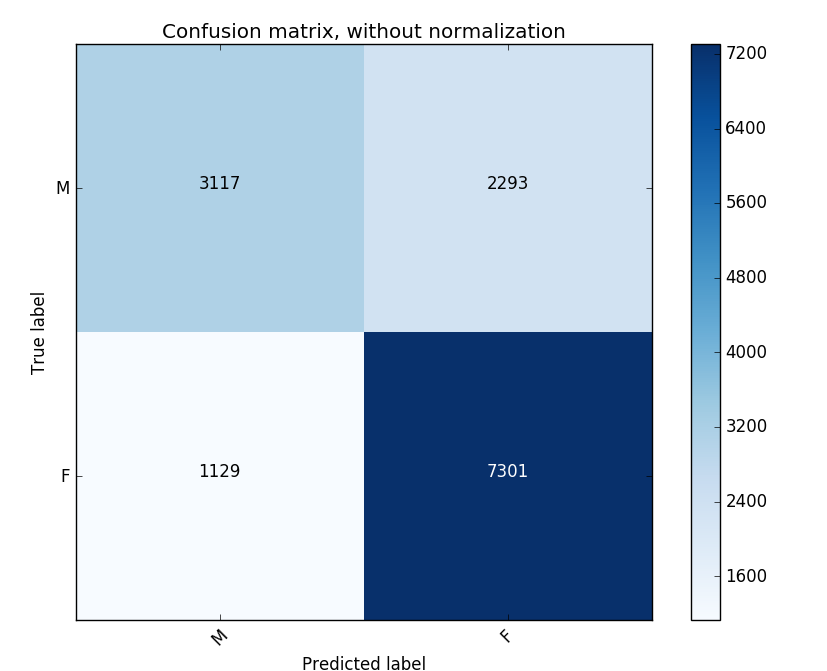 Confusion matrix, without normalization
7200
6400
5600
4800
4000
3200
2400
1600
True label
M
3117
2293
F
1129
7301
M
F
Predicted label